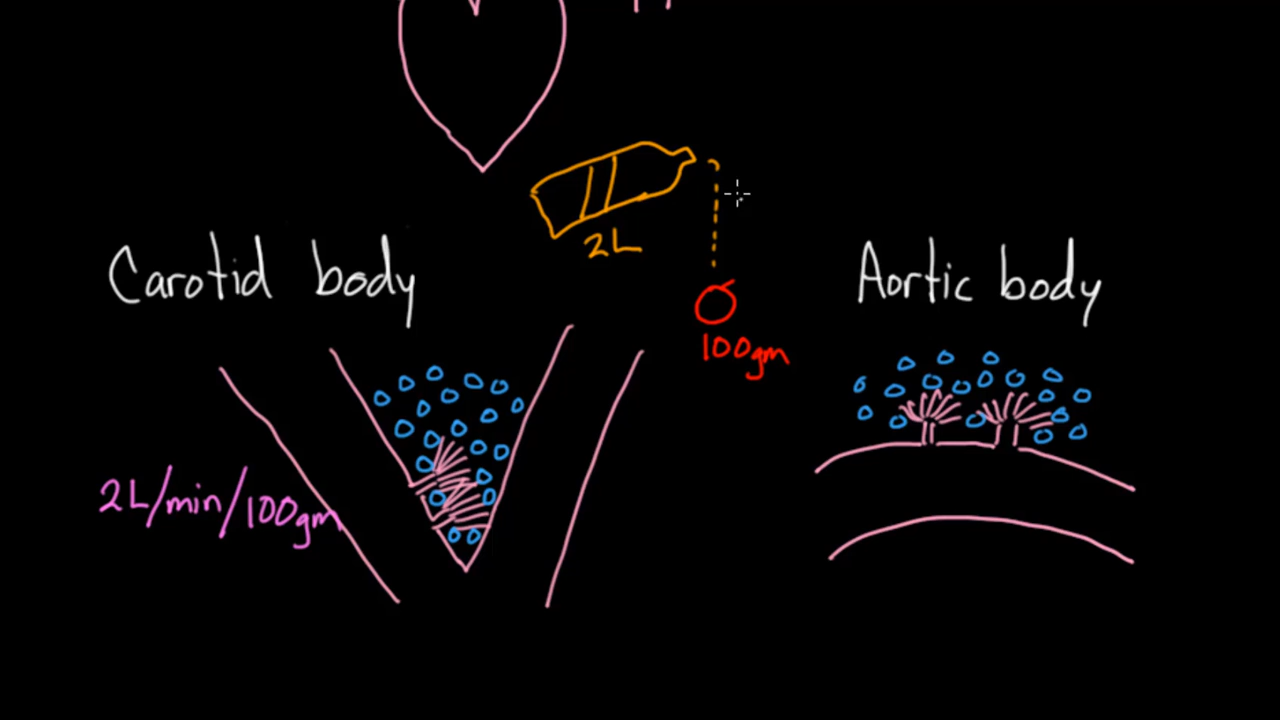 2L
Carotid body
Aortic body
100gm
2L/min/100gm